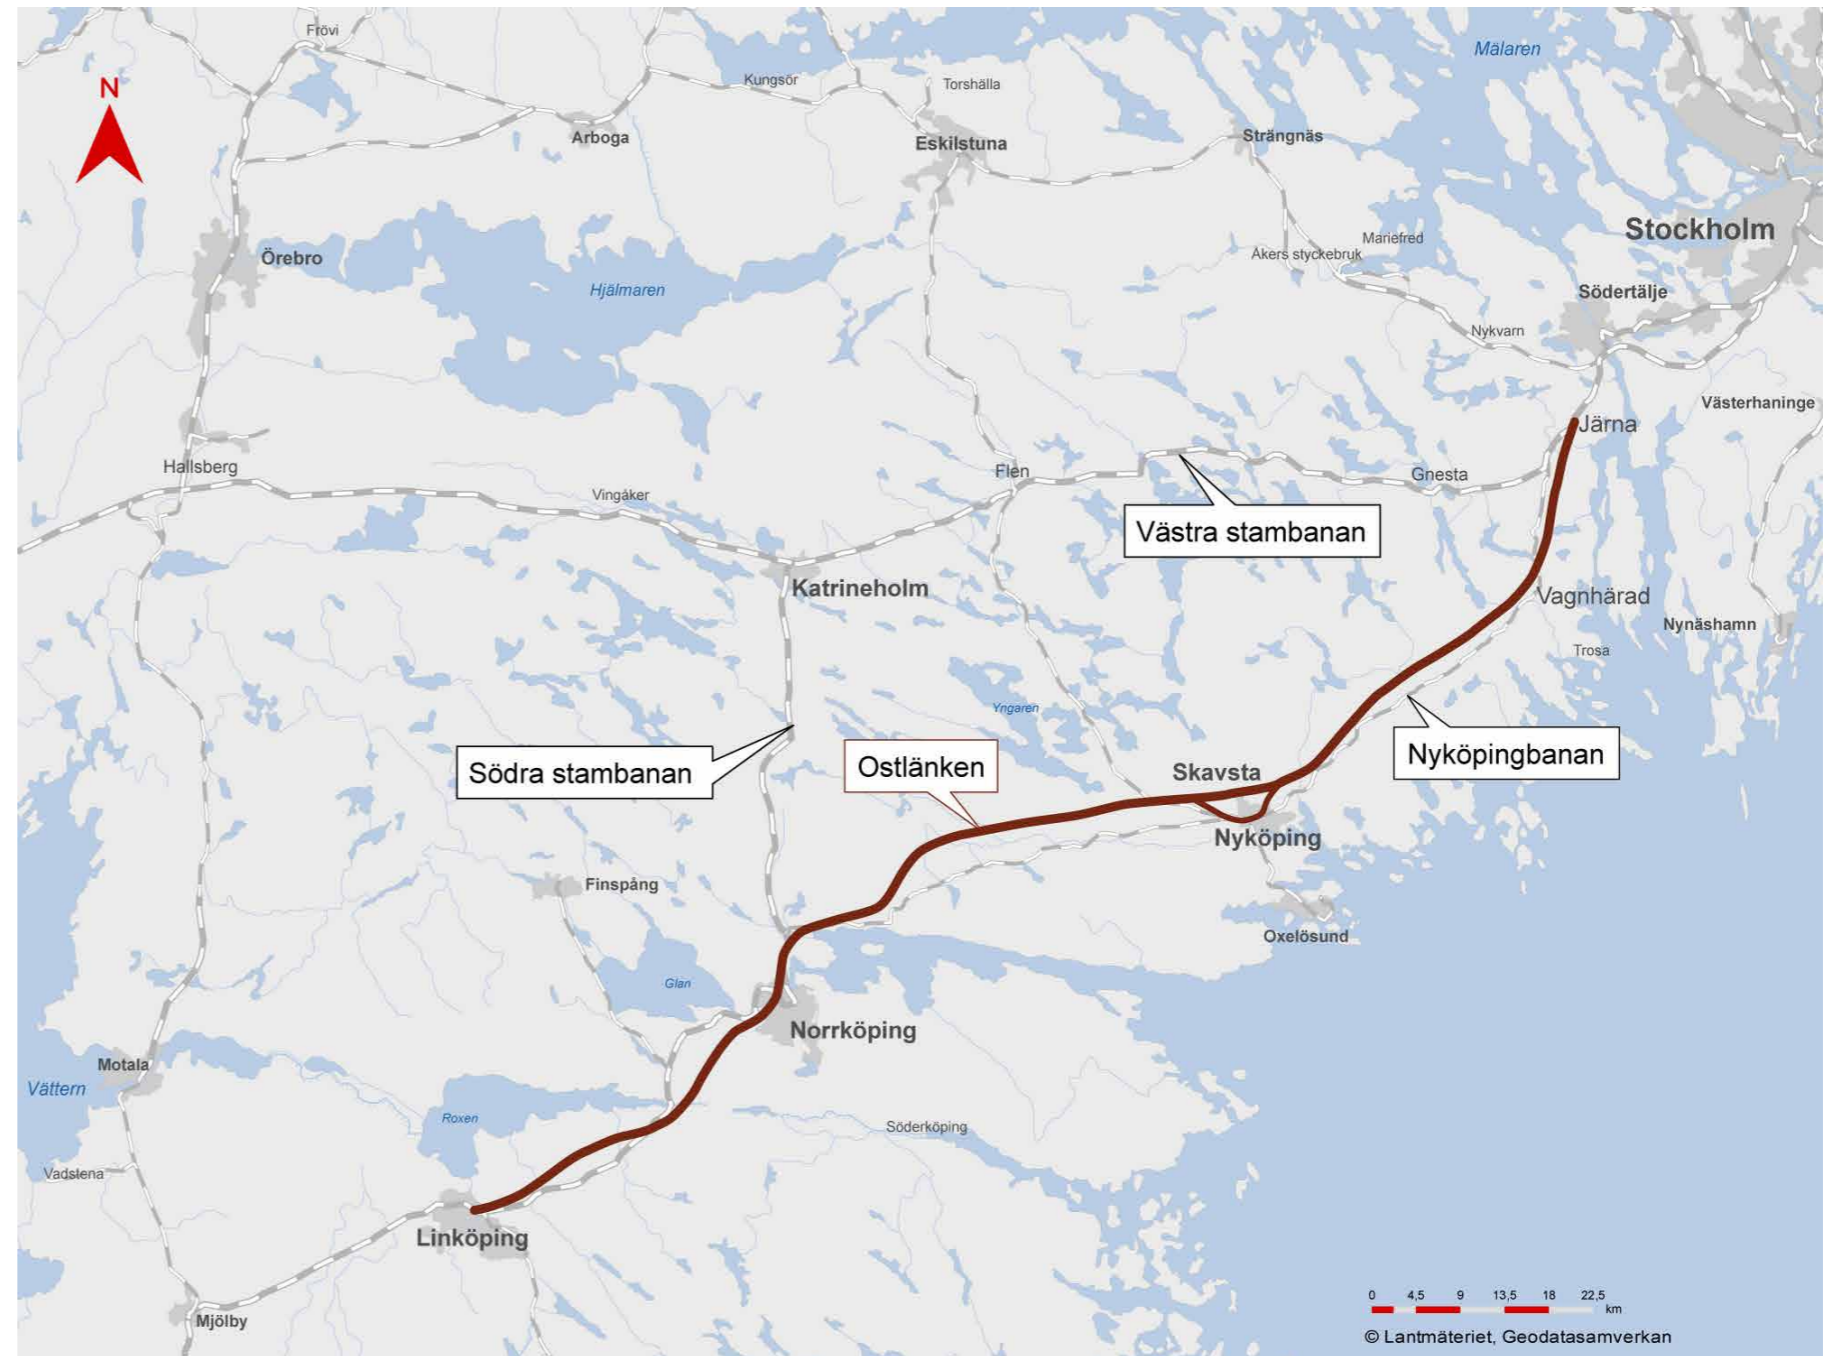 Frövi
Mälaren
N
Kungsör
Torshälla
Arboga
Eskilstuna
Strängnäs
Stockholm
Mariefred
Åkers styckebruk
Örebro
Hjälmaren
Södertälje
Nykvarn
Västerhaninge
Järna
Hallsberg
Flen
Gnesta
Vingåker
Västra stambanan
Katrineholm
Vagnhärad
Nynäshamn
Trosa
Yngaren
Nyköpingbanan
Södra stambanan
Ostlänken
Skavsta
Nyköping
Finspång
Oxelösund
Glan
Norrköping
Motala
Vättern
Roxen
Söderköping
Vadstena
Linköping
Mjölby
0 4,5 9 13,5 18 22,5
km
© Lantmäteriet, Geodatasamverkan